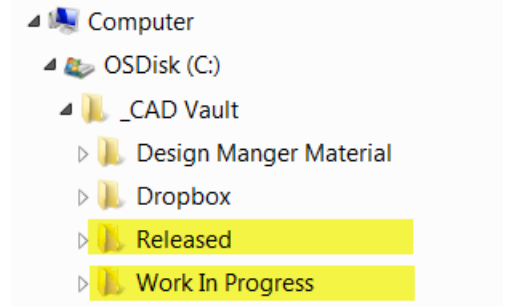 Computer
OSDisk (C:)
_CAD Vault
Design Manger Material
Dropbox
Released
Work In Progress